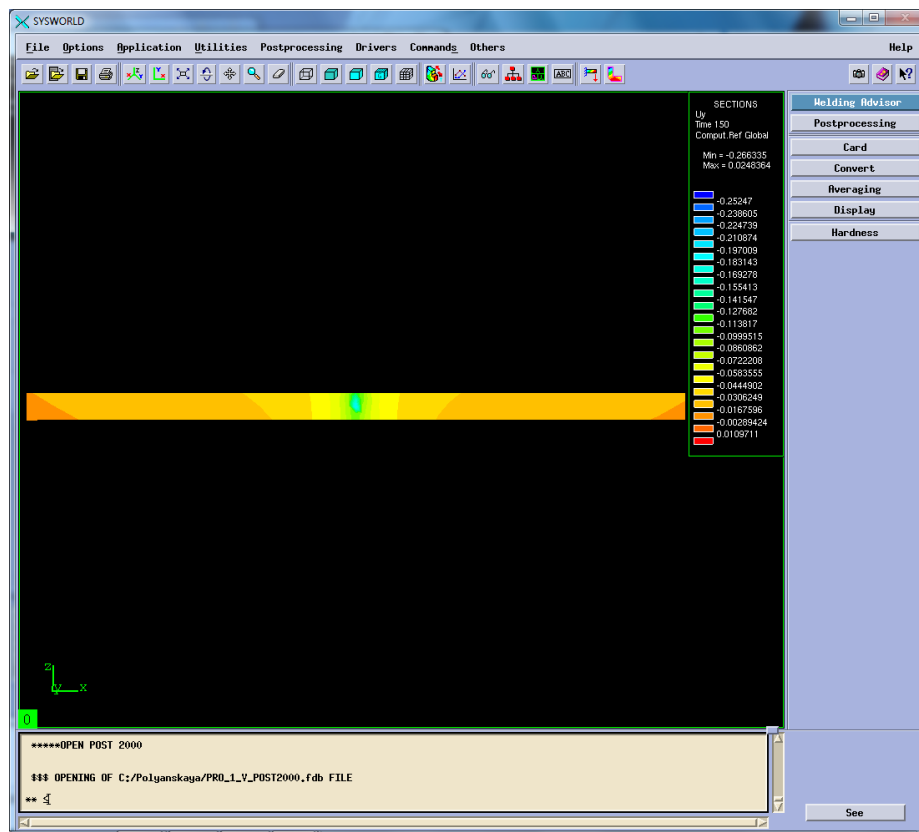 SYSWORLD
File Options Application Utilities Postprocessing Drivers Commands Others Help
ABC
SECTIONS
Uy
Time 150
Comput.Ref Global
Min = -0.266335
Max = 0.0248364
-0.25247
-0.238605
-0.224739
-0.210874
-0.197009
-0.183143
-0.169278
-0.155413
-0.141547
-0.127682
-0.113817
-0.0999515
-0.0860862
-0.0722208
-0.0583555
-0.0444902
-0.0306249
-0.0167596
-0.00289424
0.0109711
Welding Advisor
Postprocessing
Card
Convert
Averaging
Display
Hardness
z
y x
0
*****OPEN POST 2000
$$$ OPENING OF C:/Polyanskaya/PRO_1_V_POST2000.fdb FILE
**
See